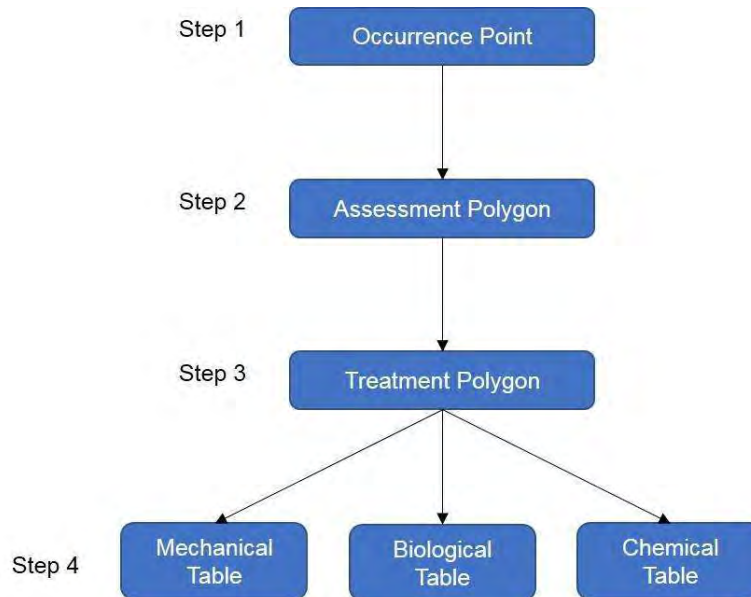 Step 1
Occurrence Point
Step 2
Assessment Polygon
Step 3
Treatment Polygon
Step 4
Mechanical
Table
Biological
Table
Chemical
Table